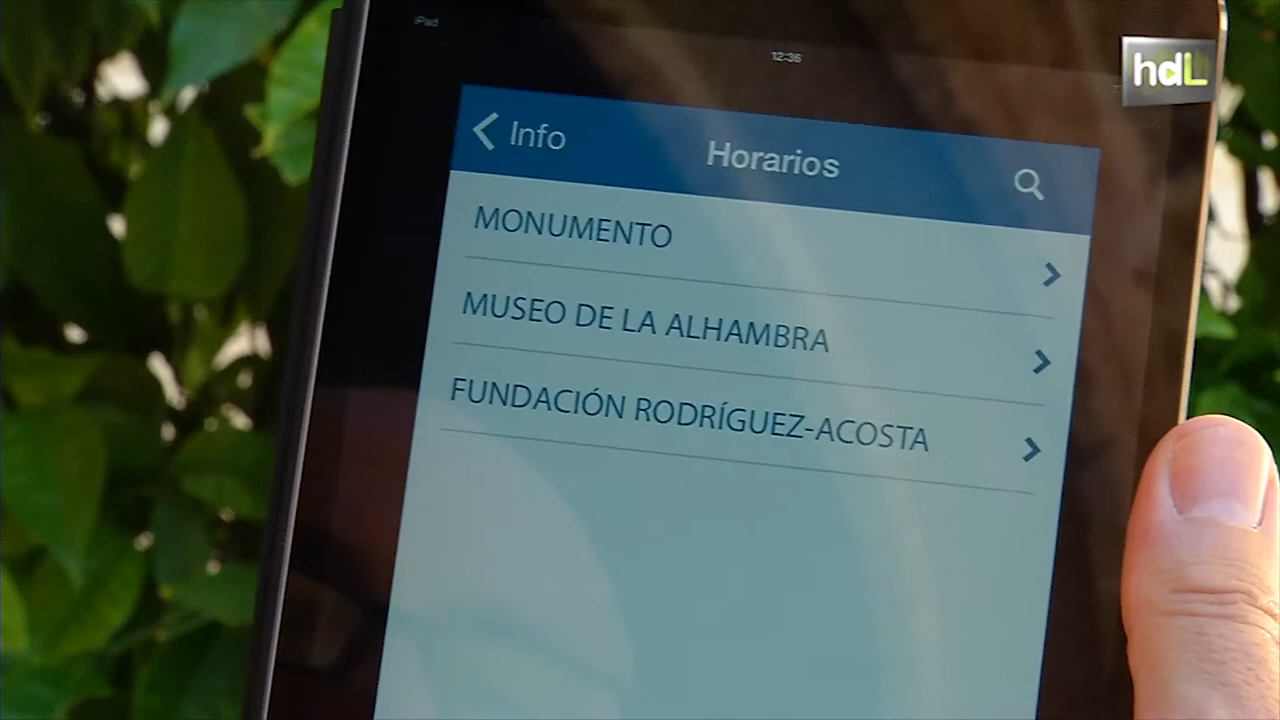 iPad
12:36
hdL
Info
Horarios
MONUMENTO
MUSEO DE LA ALHAMBRA
FUNDACIÓN RODRÍGUEZ-ACOSTA